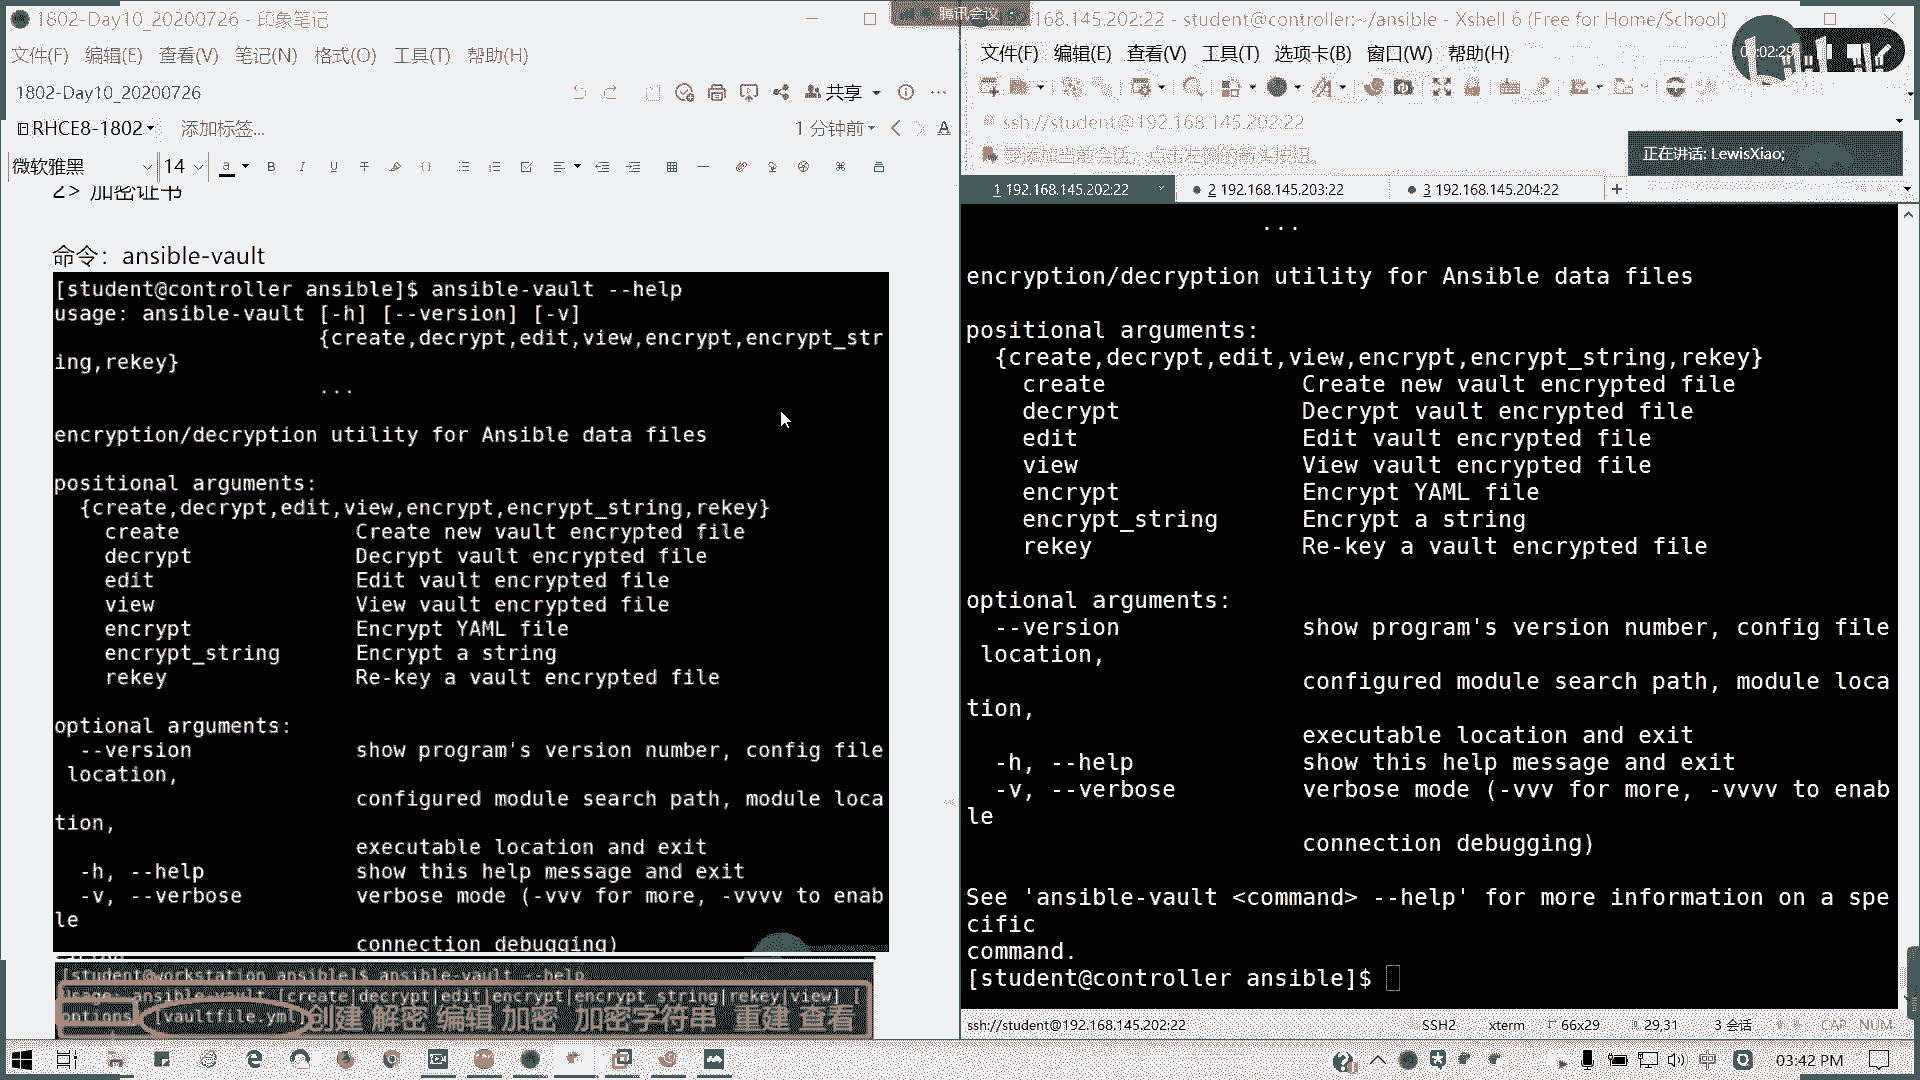 1802-Day10_20200726 - 印象笔记
文件(F) 编辑(E) 查看(V) 笔记(N) 格式(O) 工具(T) 帮助(H)
1802-Day10_20200726
共享
RHCE8-1802
添加标签...
1 分钟前
微软雅黑 14
2> 加密证书
命令：ansible-vault
[student@controller ansible]$ ansible-vault --help
usage: ansible-vault [-h] [--version] [-v]
{create,decrypt,edit,view,encrypt,encrypt_str
ing,rekey}
...
encryption/decryption utility for Ansible data files
positional arguments:
{create,decrypt,edit,view,encrypt,encrypt_string,rekey}
create Create new vault encrypted file
decrypt Decrypt vault encrypted file
edit Edit vault encrypted file
view View vault encrypted file
encrypt Encrypt YAML file
encrypt_string Encrypt a string
rekey Re-key a vault encrypted file
optional arguments:
--version show program's version number, config file
location,
configured module search path, module loca
tion,
executable location and exit
-h, --help show this help message and exit
-v, --verbose verbose mode (-vvv for more, -vvvv to enab
le
connection debugging)
[student@workstation ansible]$ ansible-vault --help
Usage: ansible-vault [create|decrypt|edit|encrypt|encrypt_string|rekey|view] [
options] [vaultfile.yml]
创建 解密 编辑 加密 加密字符串 重建 查看
腾讯会议
168.145.202:22 - student@controller:~/ansible - Xshell 6 (Free for Home/School)
文件(F) 编辑(E) 查看(V) 工具(T) 选项卡(B) 窗口(W) 帮助(H)
ssh://student@192.168.145.202:22
要添加当前会话，点击左侧的箭头按钮。
正在讲话: LewisXiao;
1 192.168.145.202:22
2 192.168.145.203:22
3 192.168.145.204:22
...
encryption/decryption utility for Ansible data files
positional arguments:
{create,decrypt,edit,view,encrypt,encrypt_string,rekey}
create Create new vault encrypted file
decrypt Decrypt vault encrypted file
edit Edit vault encrypted file
view View vault encrypted file
encrypt Encrypt YAML file
encrypt_string Encrypt a string
rekey Re-key a vault encrypted file
optional arguments:
--version show program's version number, config file
location,
configured module search path, module loca
tion,
executable location and exit
-h, --help show this help message and exit
-v, --verbose verbose mode (-vvv for more, -vvvv to enab
le
connection debugging)
See 'ansible-vault <command> --help' for more information on a spe
cific
command.
[student@controller ansible]$
ssh://student@192.168.145.202:22 SSH2 xterm 66x29 29,31 3 会话 CAP NUM
中 03:42 PM